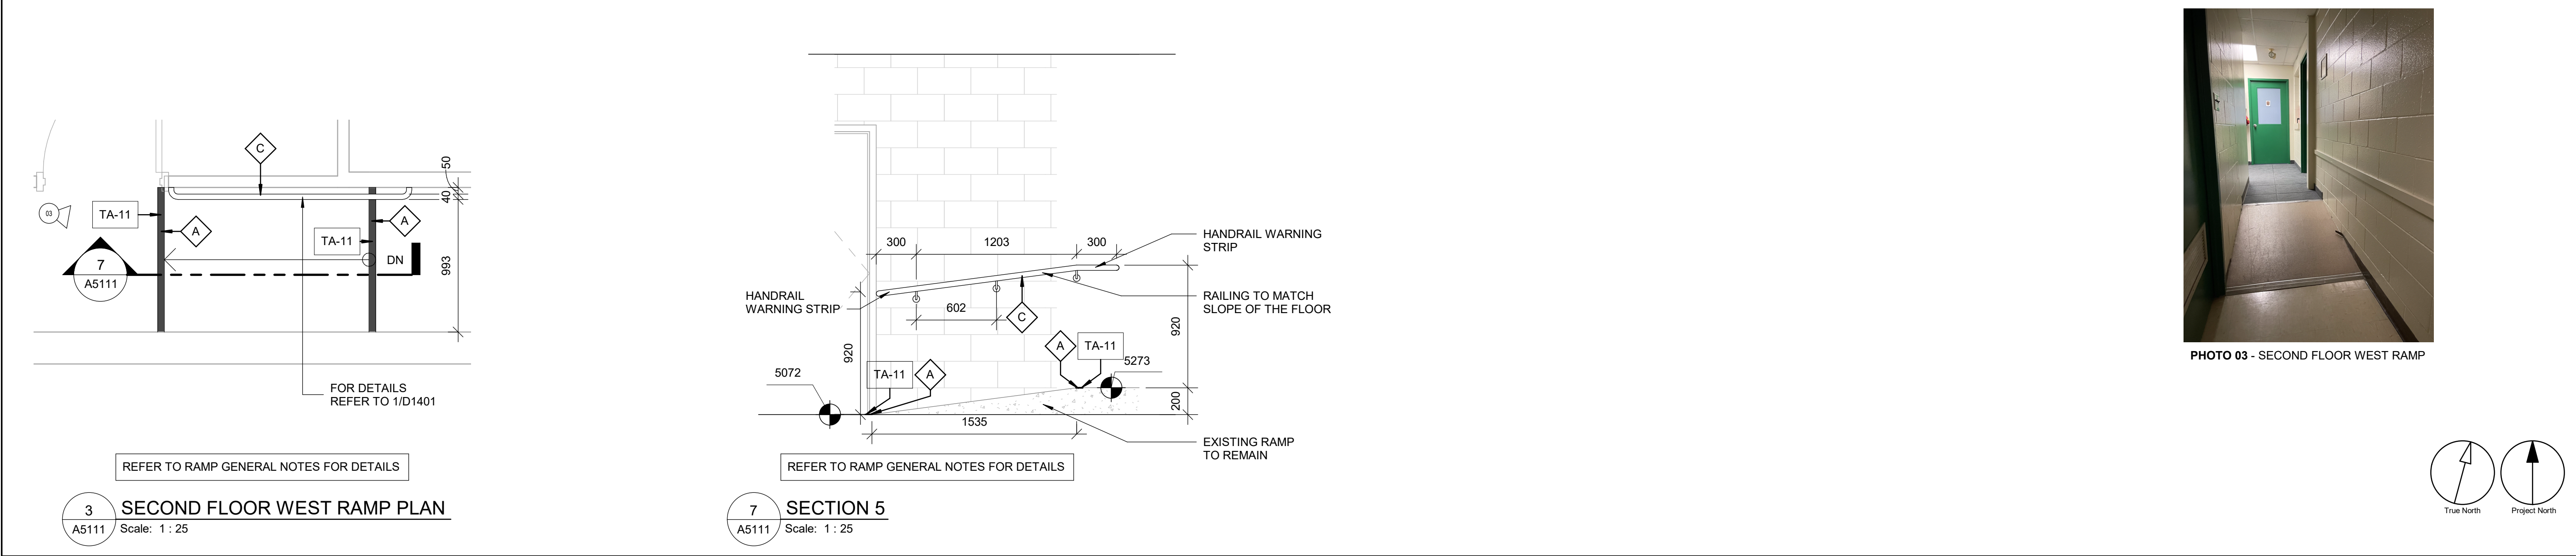 C
50
40
03
TA-11
A
A
TA-11
DN
993
7
A5111
FOR DETAILS
REFER TO 1/D1401
REFER TO RAMP GENERAL NOTES FOR DETAILS
3
A5111
SECOND FLOOR WEST RAMP PLAN
Scale: 1 : 25
300
1203
300
HANDRAIL WARNING
STRIP
HANDRAIL
WARNING STRIP
602
C
RAILING TO MATCH
SLOPE OF THE FLOOR
920
920
A
TA-11
5273
5072
TA-11
A
200
1535
EXISTING RAMP
TO REMAIN
REFER TO RAMP GENERAL NOTES FOR DETAILS
7
A5111
SECTION 5
Scale: 1 : 25
PHOTO 03 - SECOND FLOOR WEST RAMP
True North
Project North